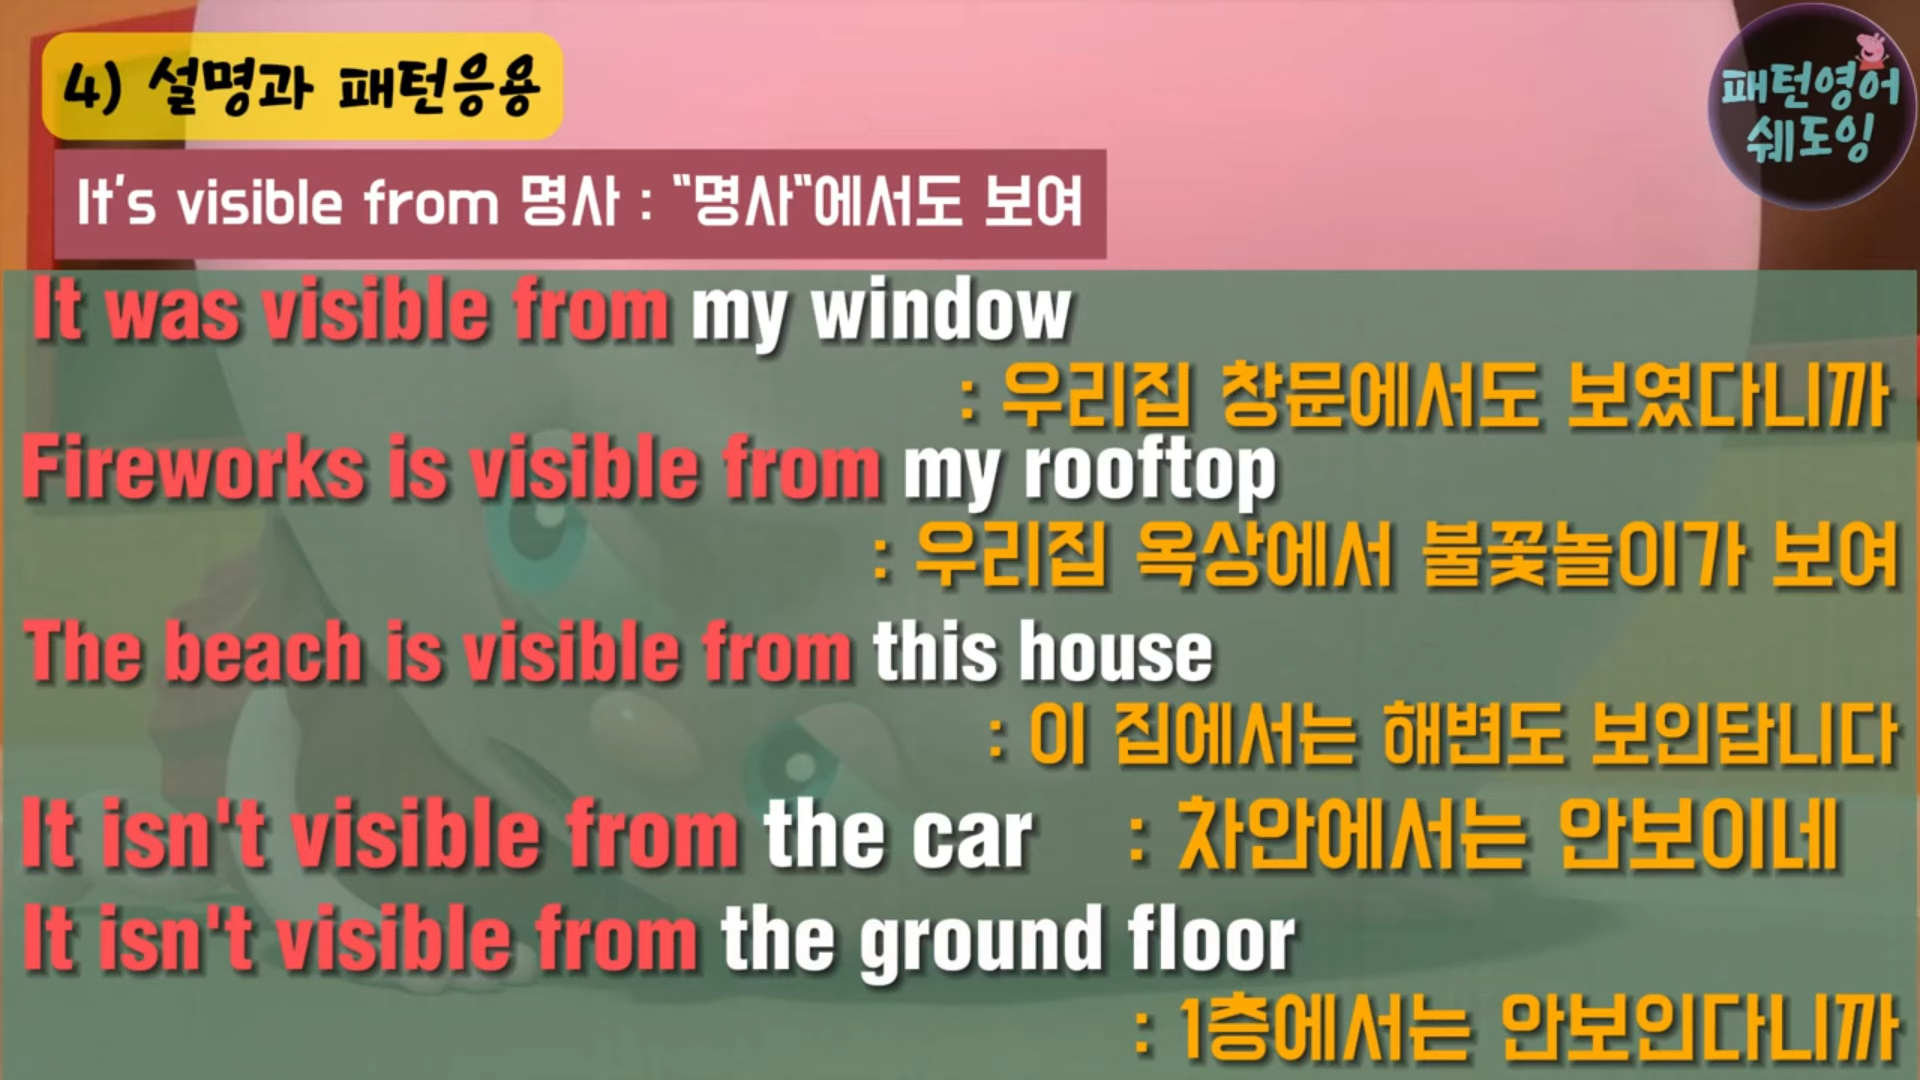 4) 설명과 패턴응용
패턴영어
쉐도잉
It's visible from 명사 : "명사"에서도 보여
It was visible from my window
: 우리집 창문에서도 보였다니까
Fireworks is visible from my rooftop
: 우리집 옥상에서 불꽃놀이가 보여
The beach is visible from this house
: 이 집에서는 해변도 보인답니다
It isn't visible from the car : 차안에서는 안보이네
It isn't visible from the ground floor
: 1층에서는 안보인다니까